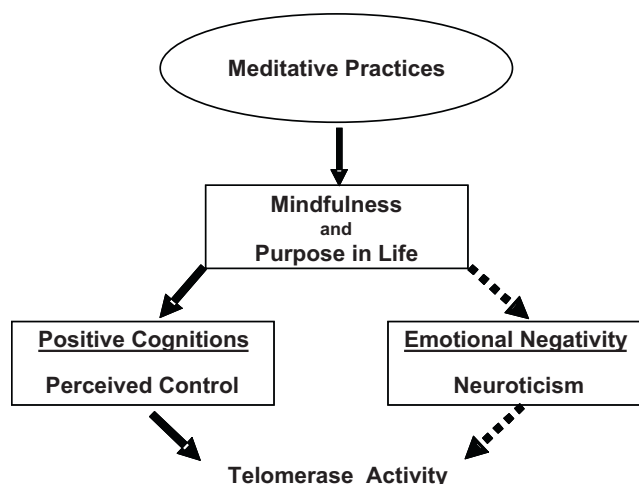 Meditative Practices
Mindfulness
and
Purpose in Life
Positive Cognitions
Perceived Control
Emotional Negativity
Neuroticism
Telomerase Activity